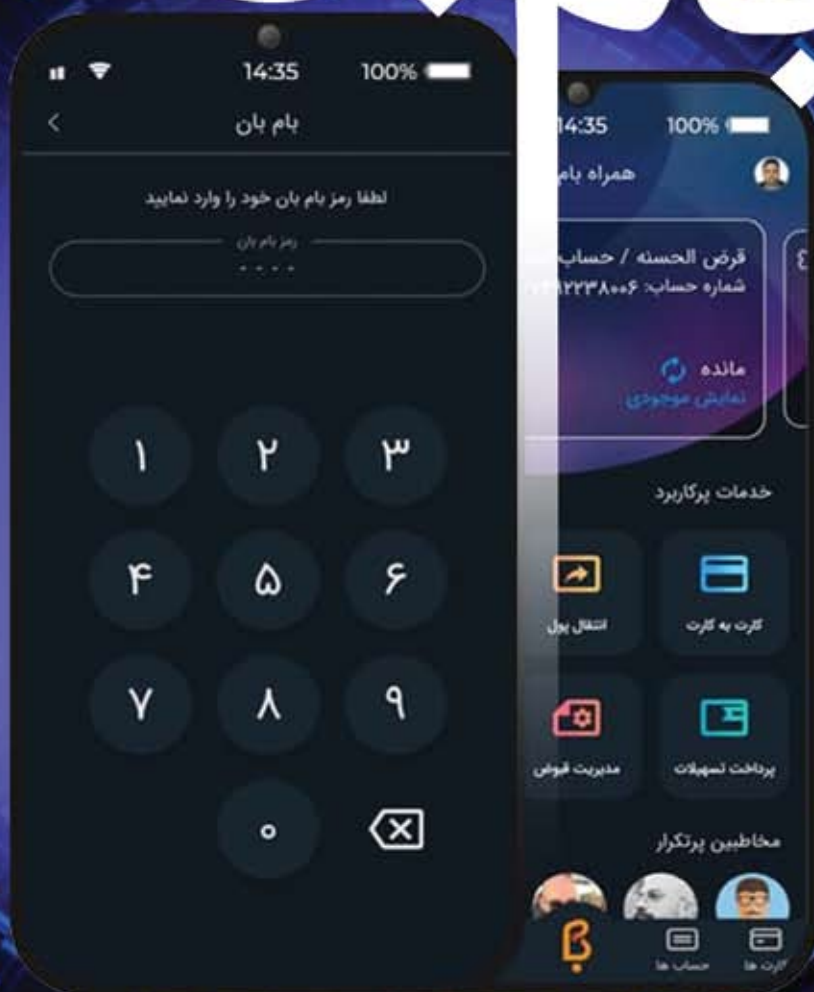 14:35
100%
بام بان
لطفا رمز بام بان خود را وارد نمایید
رمز بام بان
۱ ۲ ۳
۴ ۵ ۶
۷ ۸ ۹
۰
14:35
100%
همراه بام
قرض الحسنه / حساب
شماره حساب:
مانده
نمایش موجودی
خدمات پرکاربرد
کارت به کارت
انتقال پول
پرداخت تسهیلات
مدیریت قبوض
مخاطبین پرتکرار
کارت ها
حساب ها